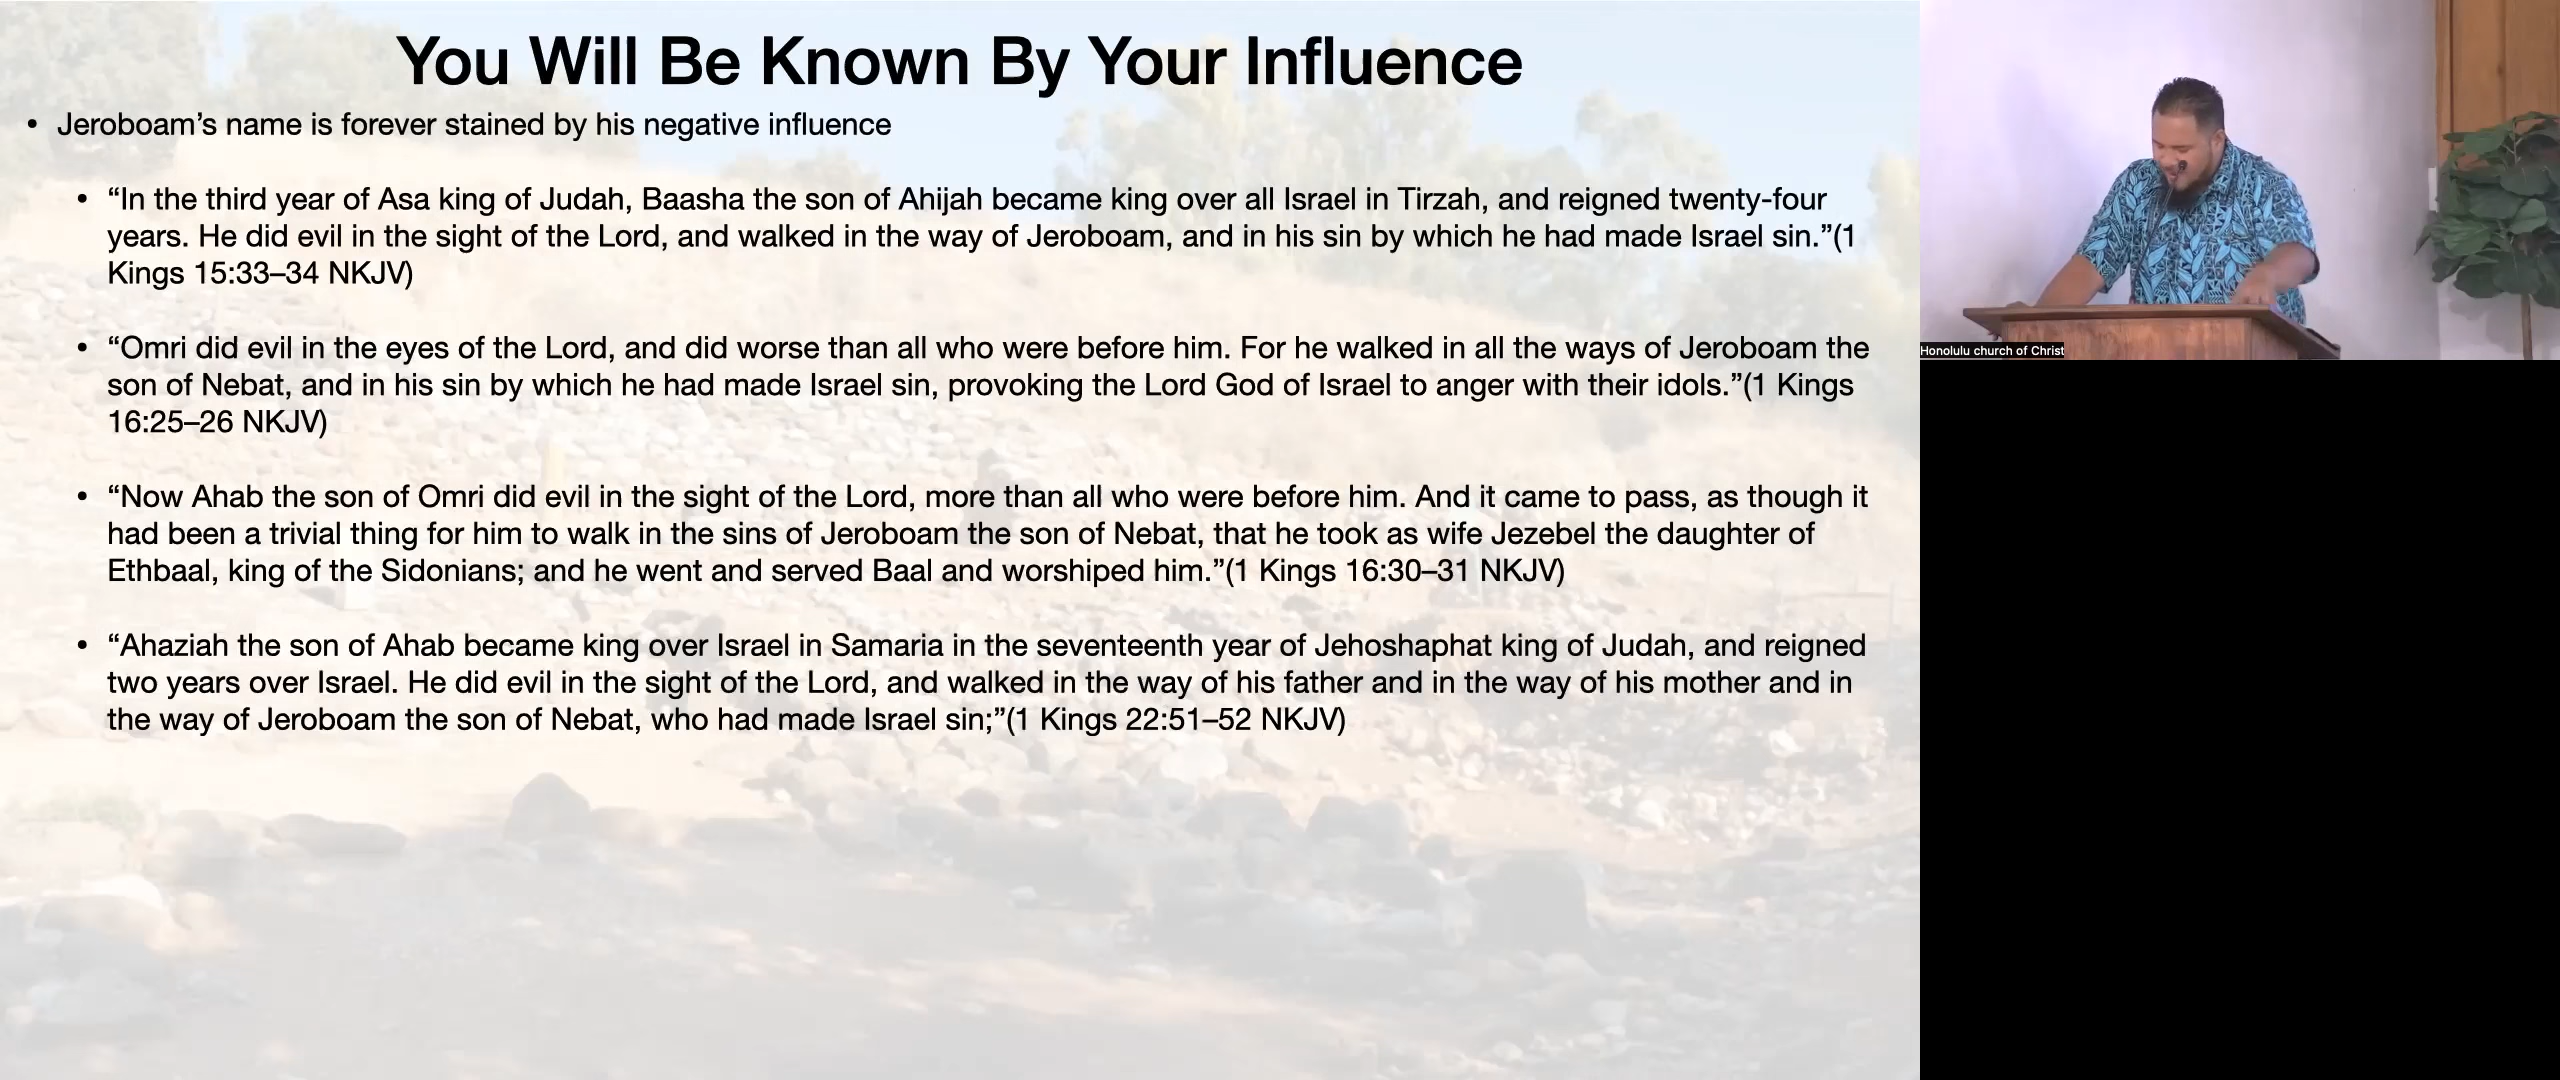 You Will Be Known By Your Influence
• Jeroboam’s name is forever stained by his negative influence
• “In the third year of Asa king of Judah, Baasha the son of Ahijah became king over all Israel in Tirzah, and reigned twenty-four
years. He did evil in the sight of the Lord, and walked in the way of Jeroboam, and in his sin by which he had made Israel sin.”(1
Kings 15:33–34 NKJV)
• “Omri did evil in the eyes of the Lord, and did worse than all who were before him. For he walked in all the ways of Jeroboam the
son of Nebat, and in his sin by which he had made Israel sin, provoking the Lord God of Israel to anger with their idols.”(1 Kings
16:25–26 NKJV)
• “Now Ahab the son of Omri did evil in the sight of the Lord, more than all who were before him. And it came to pass, as though it
had been a trivial thing for him to walk in the sins of Jeroboam the son of Nebat, that he took as wife Jezebel the daughter of
Ethbaal, king of the Sidonians; and he went and served Baal and worshiped him.”(1 Kings 16:30–31 NKJV)
• “Ahaziah the son of Ahab became king over Israel in Samaria in the seventeenth year of Jehoshaphat king of Judah, and reigned
two years over Israel. He did evil in the sight of the Lord, and walked in the way of his father and in the way of his mother and in
the way of Jeroboam the son of Nebat, who had made Israel sin;”(1 Kings 22:51–52 NKJV)
Honolulu church of Christ